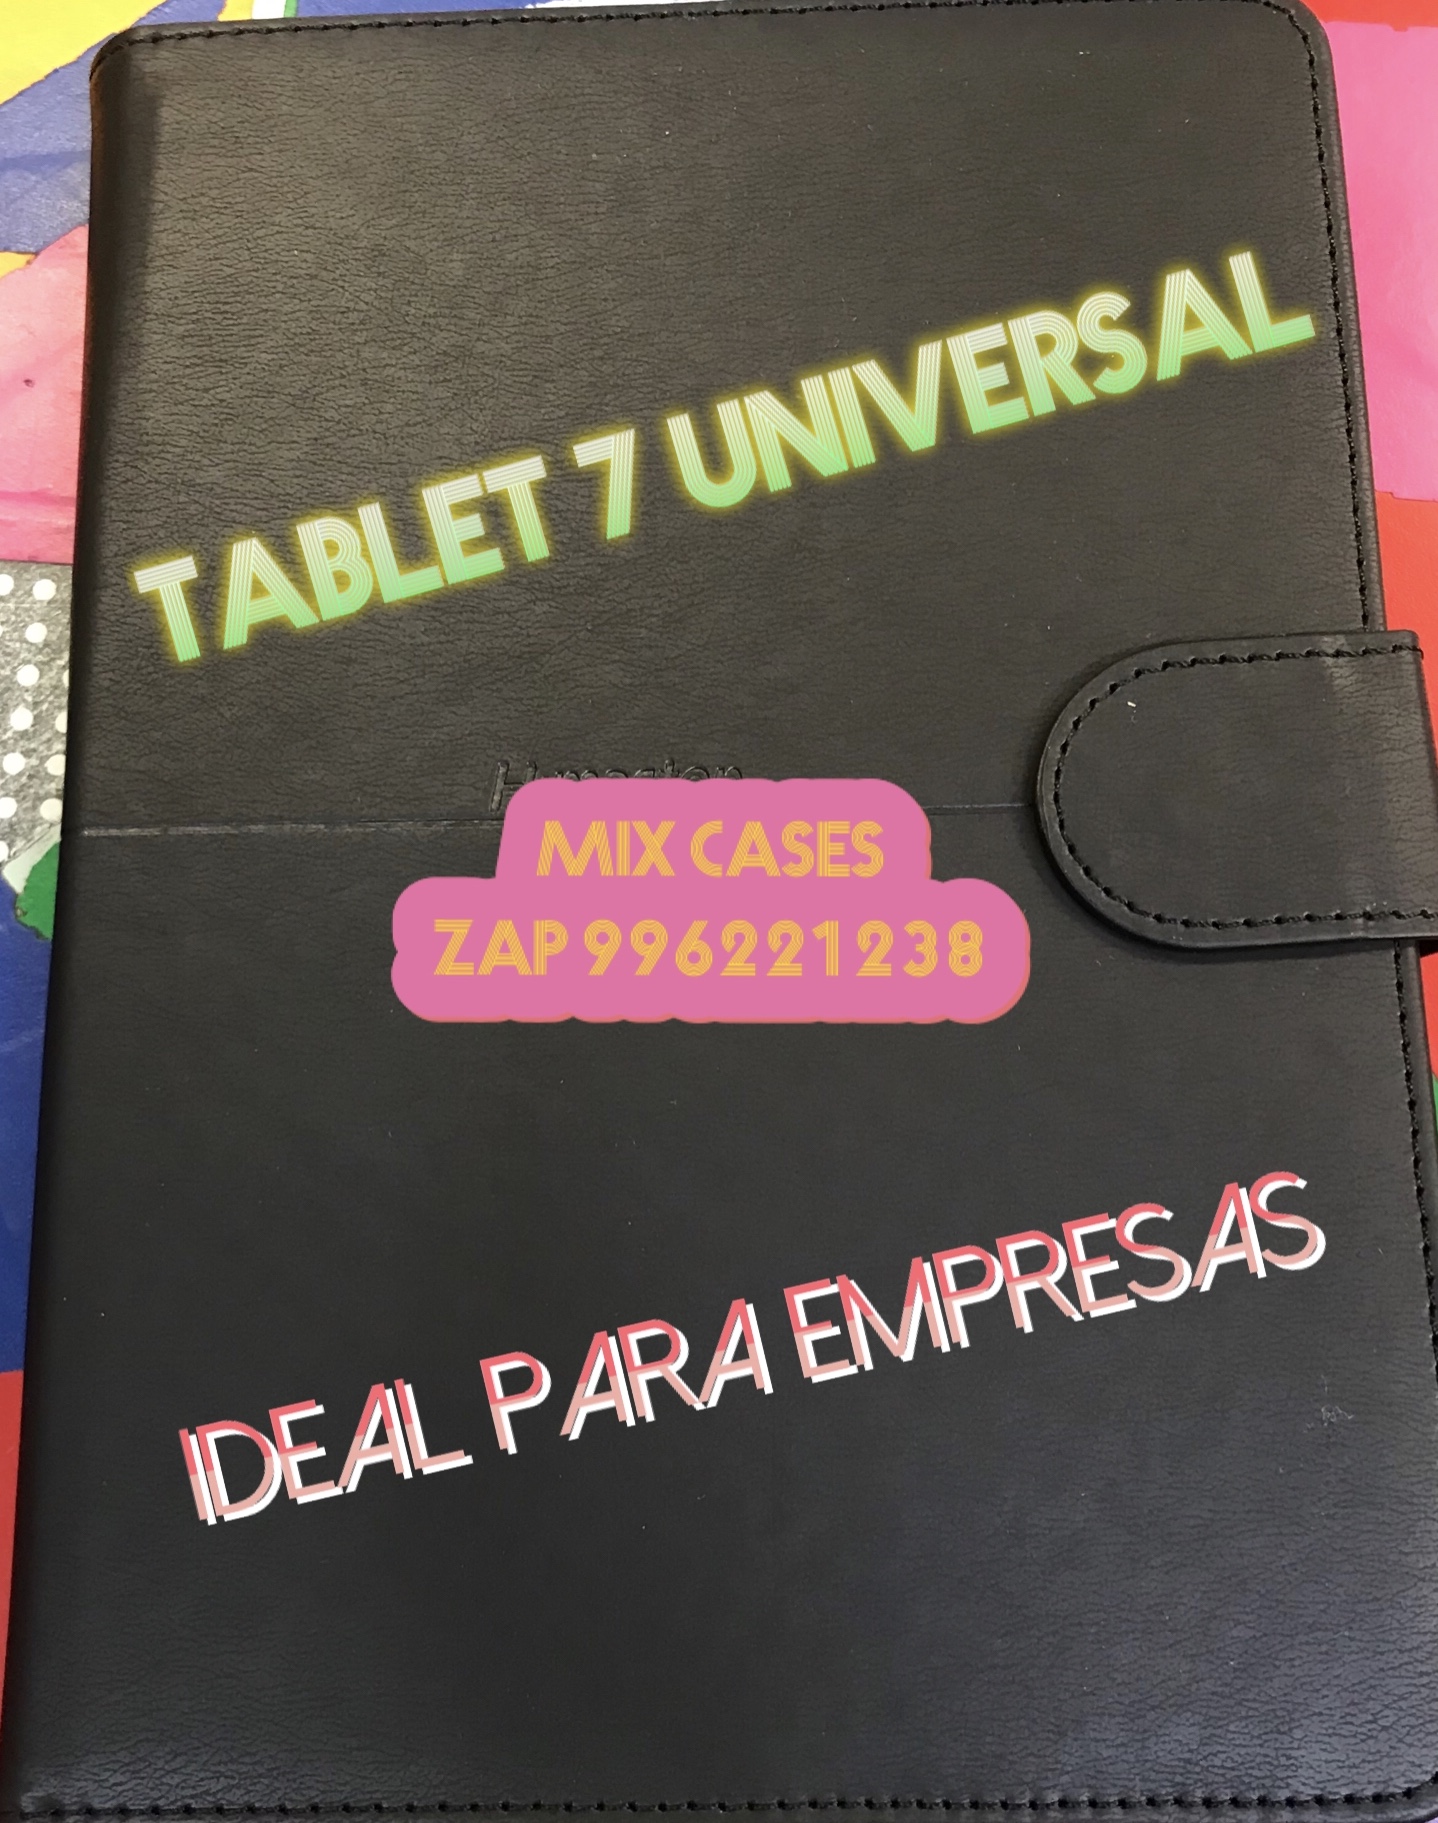 TABLET 7 UNIVERSAL
MIX CASES
ZAP 996221238
IDEAL PARA EMPRESAS